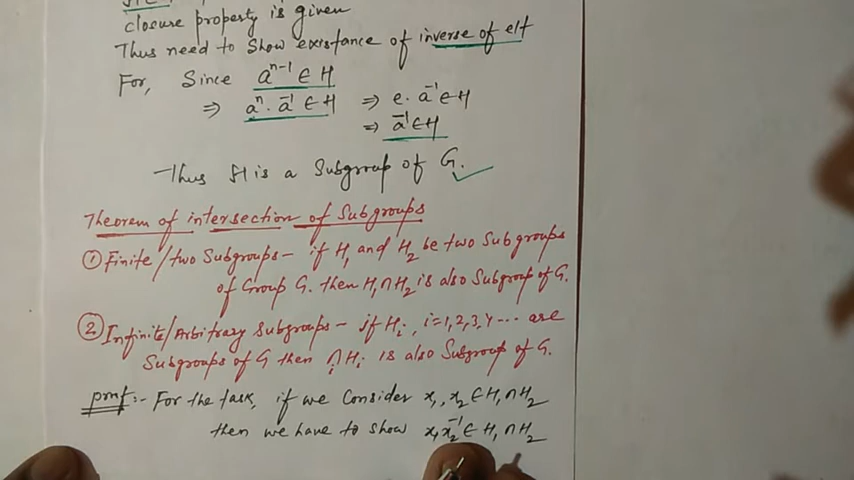 closure property is given
Thus need to show existance of inverse of elt
For, Since aⁿ⁻¹ ∈ H
⇒ aⁿ · a⁻¹ ∈ H ⇒ e · a⁻¹ ∈ H
⇒ a⁻¹ ∈ H
Thus H is a Subgroup of G.
Theorem of intersection of Subgroups
① Finite/two Subgroups - if H₁ and H₂ be two Subgroups
of Group G. then H₁∩H₂ is also Subgroup of G.
② Infinite/Arbitrary Subgroups - if Hᵢ, i=1,2,3,4---- are
Subgroups of G then ∩ᵢ Hᵢ is also Subgroup of G.
proof:- For the task, if we Consider x₁, x₂ ∈ H₁∩H₂
then we have to show x₁x₂⁻¹ ∈ H₁∩H₂